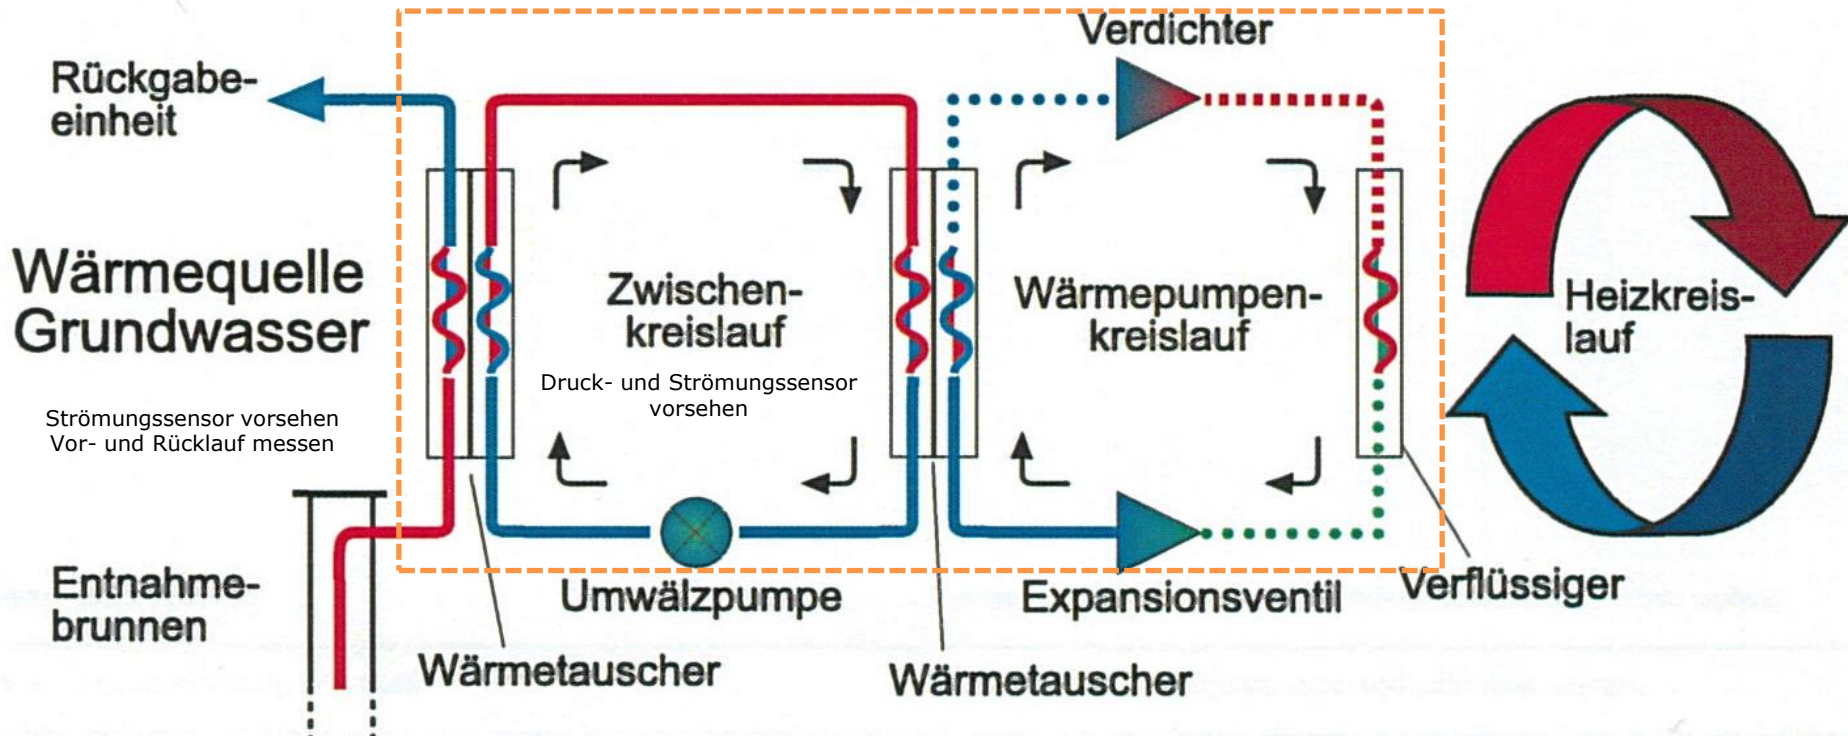 Verdichter
Rückgabe-
einheit
Wärmequelle
Grundwasser
Zwischen-
kreislauf
Wärmepumpen-
kreislauf
Heizkreis-
lauf
Druck- und Strömungssensor
vorsehen
Strömungssensor vorsehen
Vor- und Rücklauf messen
Entnahme-
brunnen
Umwälzpumpe
Expansionsventil
Verflüssiger
Wärmetauscher
Wärmetauscher